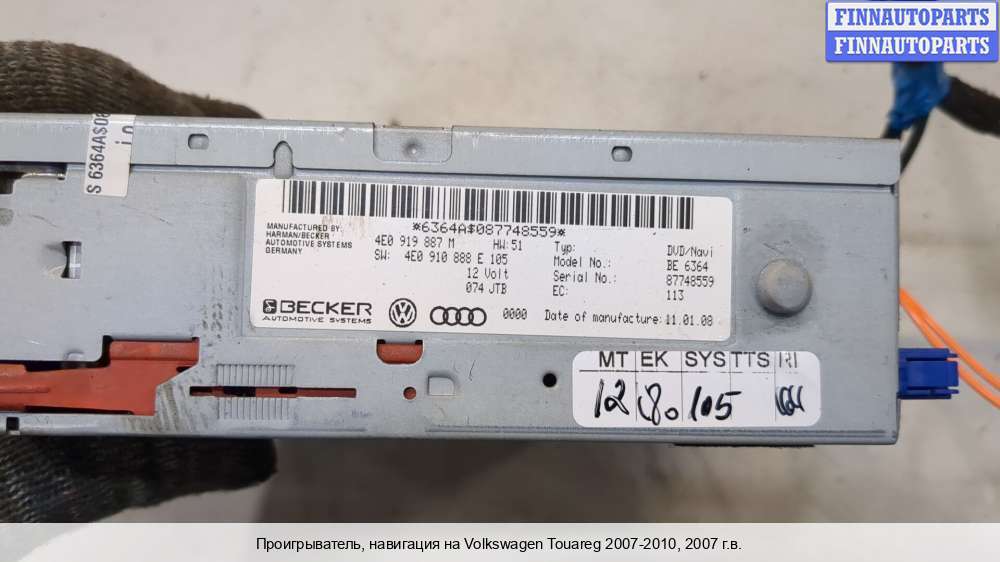 FINNAUTOPARTS
FINNAUTOPARTS
S 6364A$08
*6364A$087748559*
MANUFACTURED BY
HARMAN/BECKER
AUTOMOTIVE SYSTEMS
GERMANY
4E0 919 887 M HW:51
SW: 4E0 910 888 E 105
12 Volt
074 JTB
Typ: DVD/Navi
Model No.: BE 6364
Serial No.: 87748559
EC: 113
BECKER
AUTOMOTIVE SYSTEMS
0000 Date of manufacture: 11.01.08
MT EK SYS TTS RI
12 8. 105
Проигрыватель, навигация на Volkswagen Touareg 2007-2010, 2007 г.в.